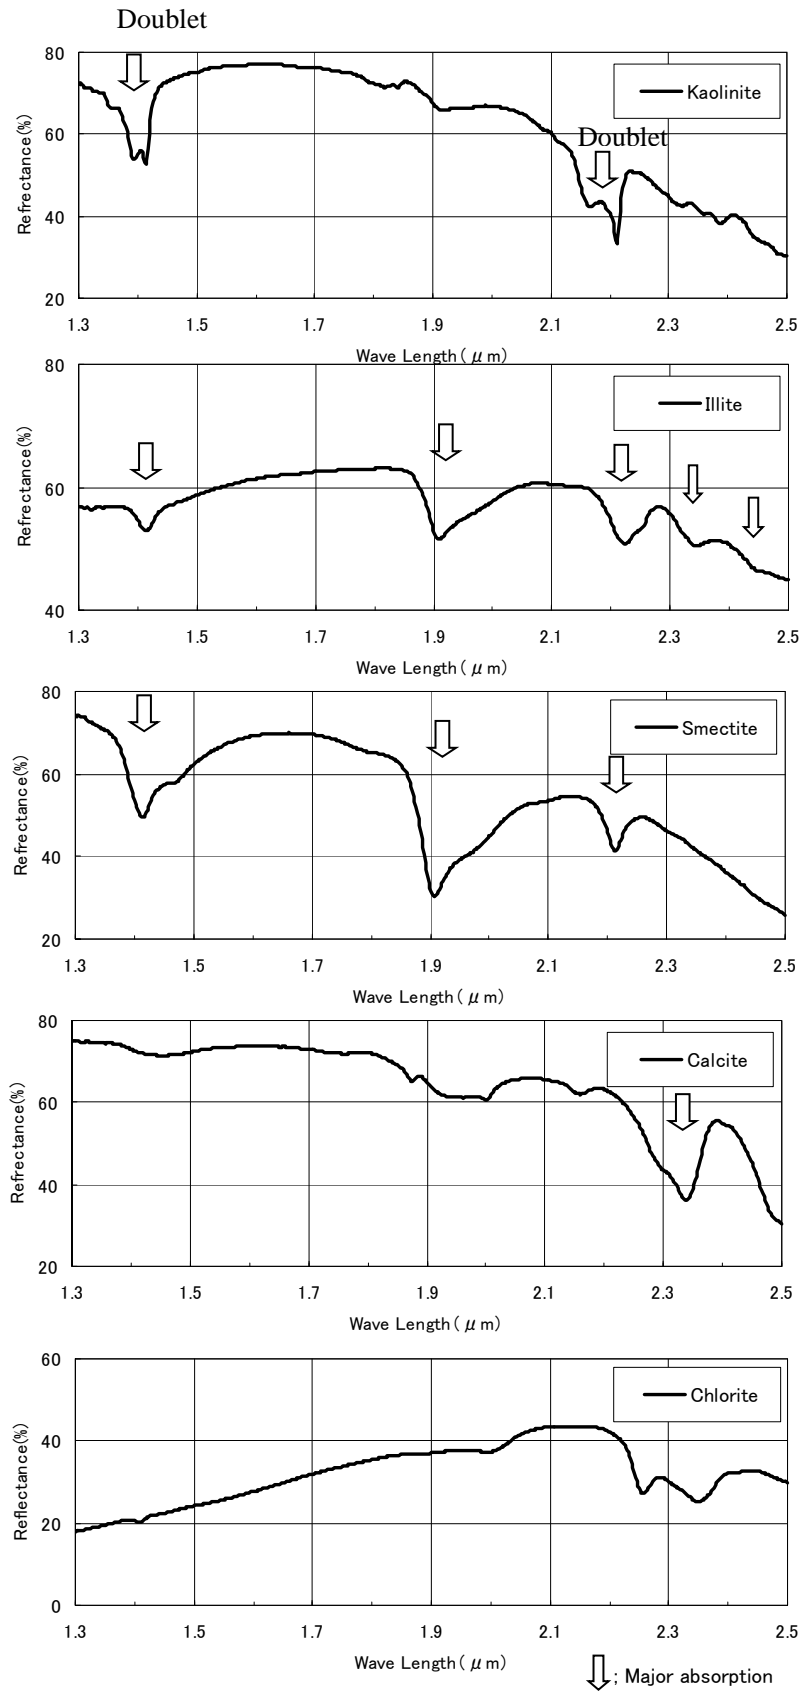 Doublet
80
Kaolinite
60
Doublet
40
20
Refrectance(%)
1.3 1.5 1.7 1.9 2.1 2.3 2.5
Wave Length( μ m)
80
Illite
60
40
Refrectance(%)
1.3 1.5 1.7 1.9 2.1 2.3 2.5
Wave Length( μ m)
80
Smectite
60
40
20
Refrectance(%)
1.3 1.5 1.7 1.9 2.1 2.3 2.5
Wave Length( μ m)
80
Calcite
60
40
20
Refrectance(%)
1.3 1.5 1.7 1.9 2.1 2.3 2.5
Wave Length( μ m)
60
Chlorite
40
20
0
Reflectance(%)
1.3 1.5 1.7 1.9 2.1 2.3 2.5
Wave Length( μ m)
; Major absorption